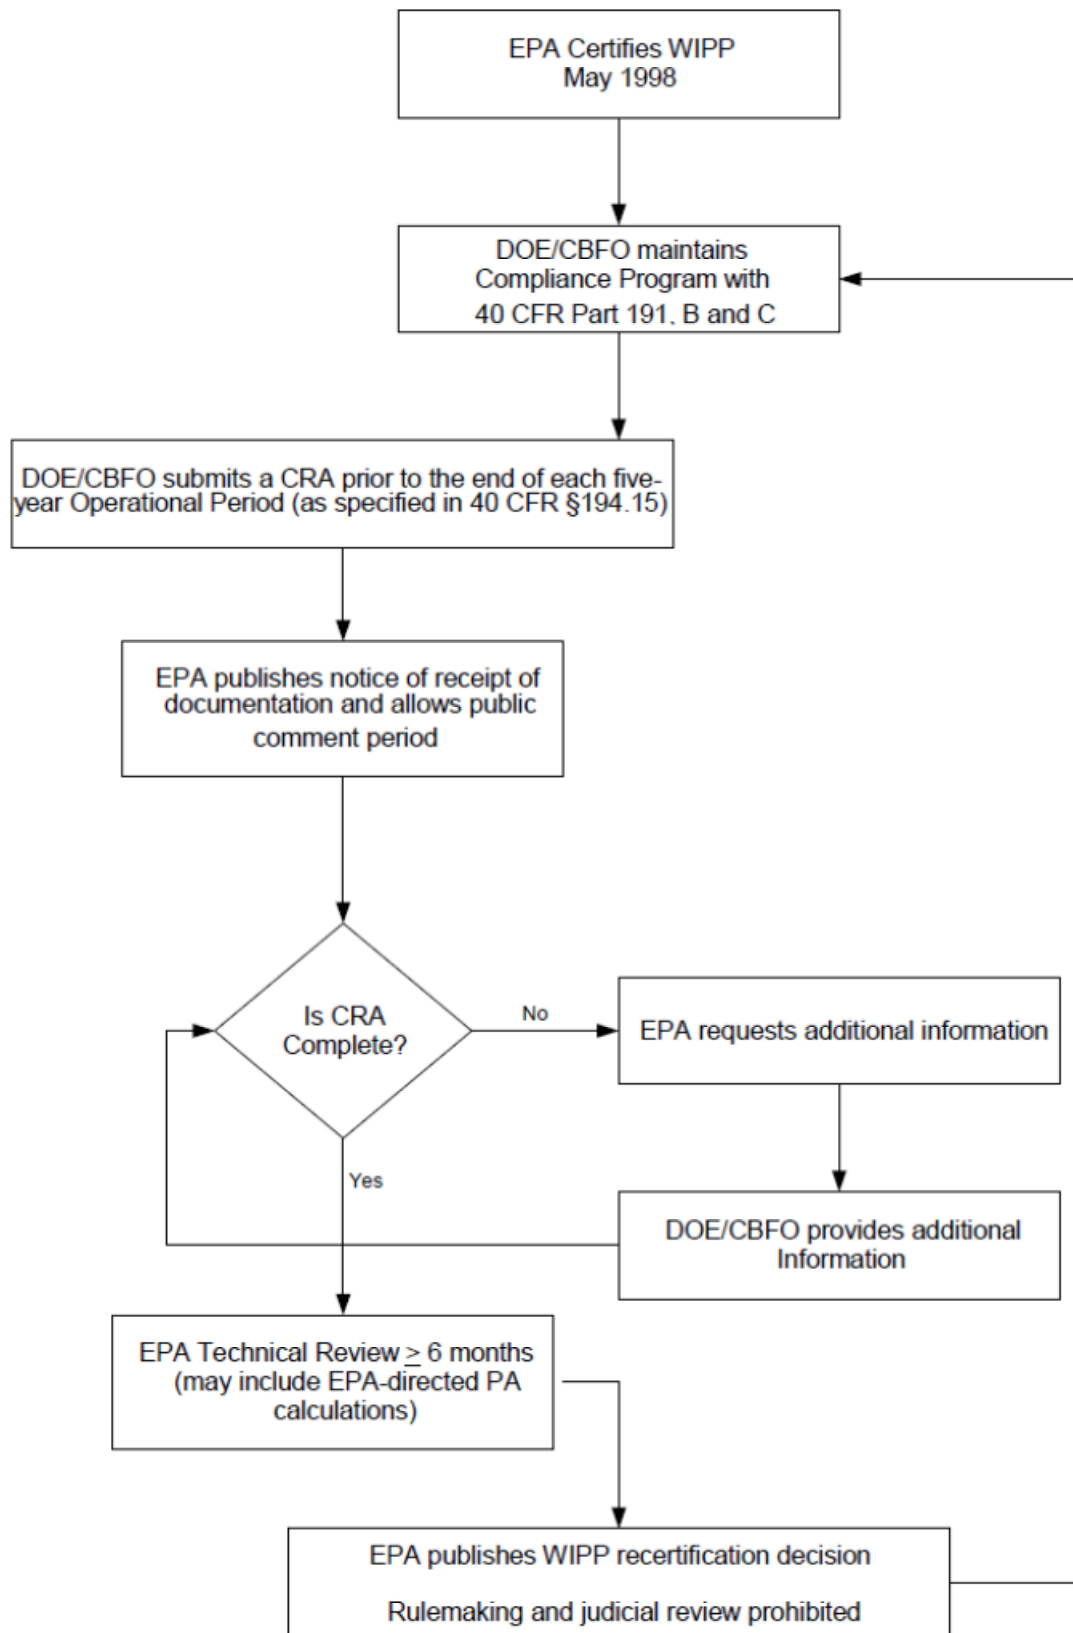 EPA Certifies WIPP
May 1998
DOE/CBFO maintains
Compliance Program with
40 CFR Part 191, B and C
DOE/CBFO submits a CRA prior to the end of each five-
year Operational Period (as specified in 40 CFR §194.15)
EPA publishes notice of receipt of
documentation and allows public
comment period
Is CRA
Complete?
No
EPA requests additional information
Yes
DOE/CBFO provides additional
Information
EPA Technical Review ≥ 6 months
(may include EPA-directed PA
calculations)
EPA publishes WIPP recertification decision
Rulemaking and judicial review prohibited